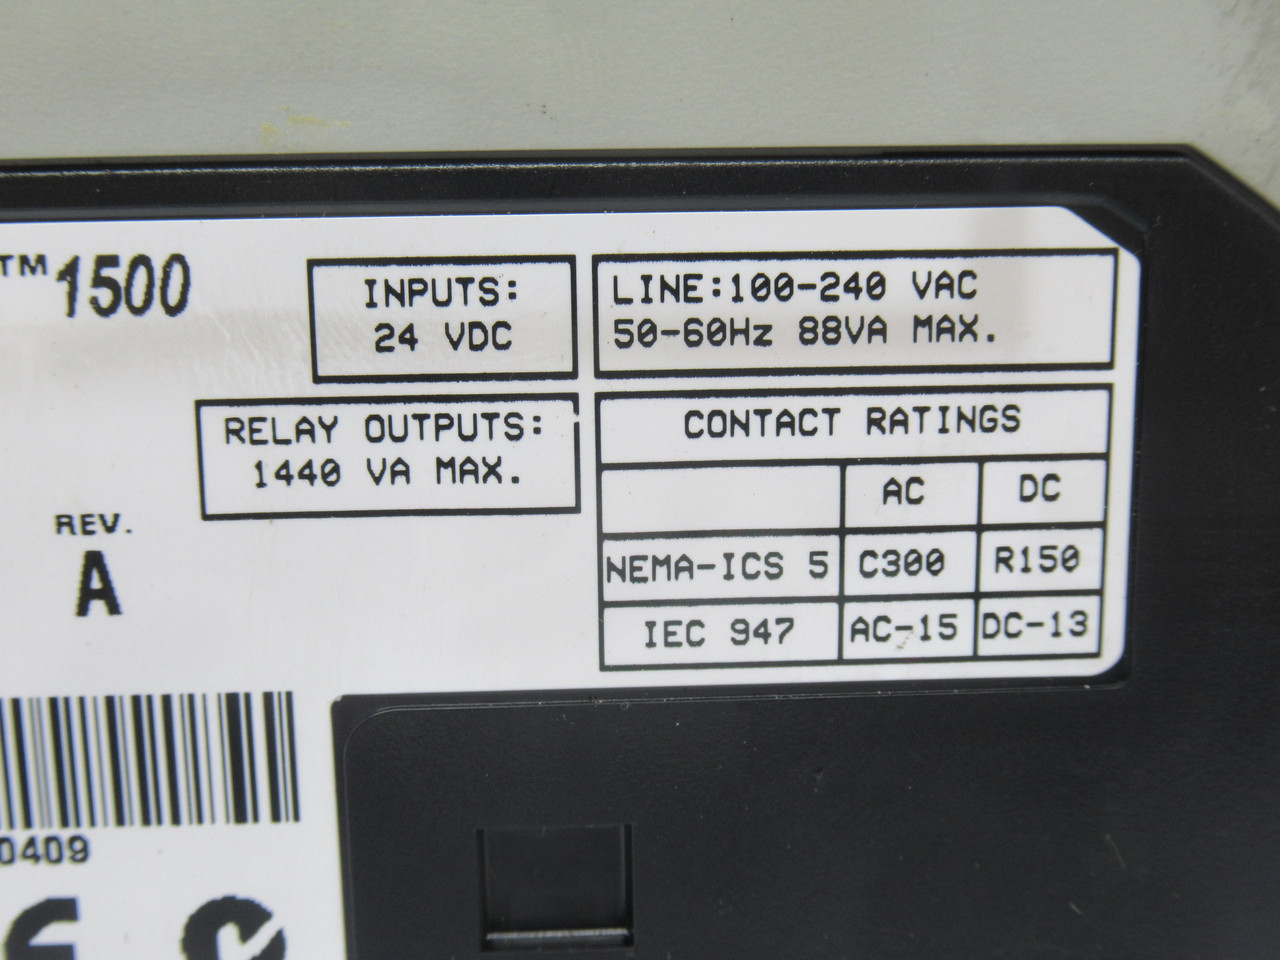 ™1500
INPUTS:
24 VDC
LINE:100-240 VAC
50-60Hz 88VA MAX.
RELAY OUTPUTS:
1440 VA MAX.
CONTACT RATINGS
AC DC
NEMA-ICS 5 C300 R150
IEC 947 AC-15 DC-13
REV.
A
0409
CE